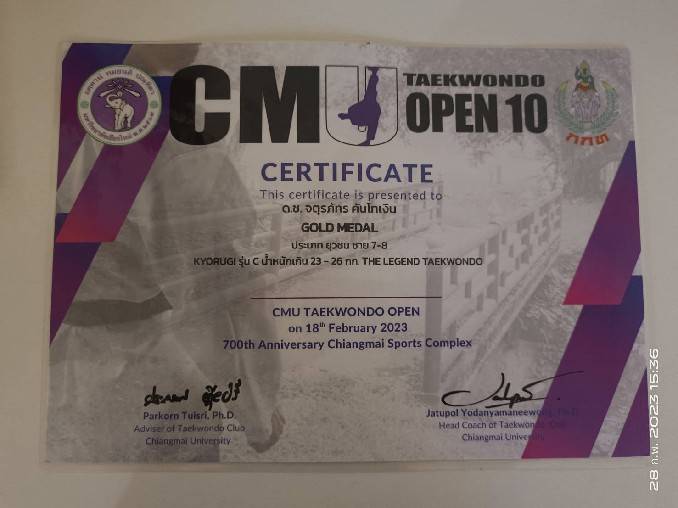 CMU TAEKWONDO
OPEN 10
กกท
CERTIFICATE
This certificate is presented to
ด.ช. จตุรภัทร คันโทเงิน
GOLD MEDAL
ประเภท ยุวชน ชาย 7-8
KYORUGI รุ่น C น้ำหนักเกิน 23 - 26 กก. THE LEGEND TAEKWONDO
CMU TAEKWONDO OPEN
on 18th February 2023
700th Anniversary Chiangmai Sports Complex
Parkorn Tuisri, Ph.D.
Adviser of Taekwondo Club
Chiangmai University
Jatupol Yodanyamaneewong, Ph.D.
Head Coach of Taekwondo Club
Chiangmai University
28 ก.พ. 2023 15:36